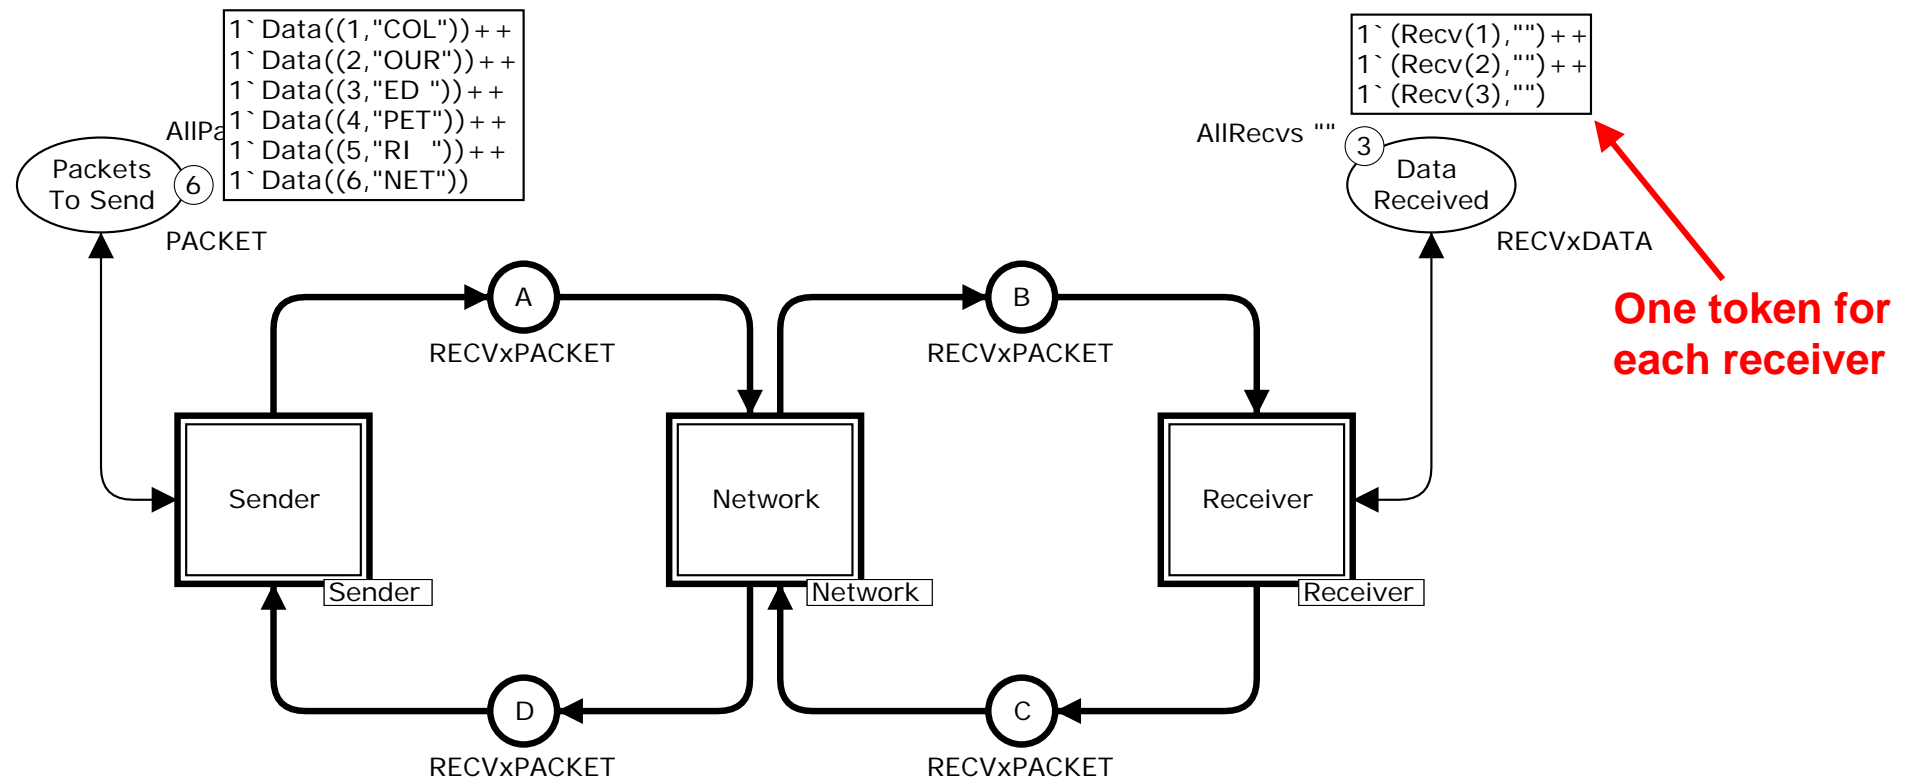 1`Data((1,"COL"))++
1`Data((2,"OUR"))++
1`Data((3,"ED "))++
1`Data((4,"PET"))++
1`Data((5,"RI  "))++
1`Data((6,"NET"))
AllPa
Packets
To Send
6
PACKET
1`(Recv(1),"")++
1`(Recv(2),"")++
1`(Recv(3),"")
AllRecvs ""
3
Data
Received
RECVxDATA
One token for
each receiver
A
RECVxPACKET
B
RECVxPACKET
Sender
Sender
Network
Network
Receiver
Receiver
D
RECVxPACKET
C
RECVxPACKET